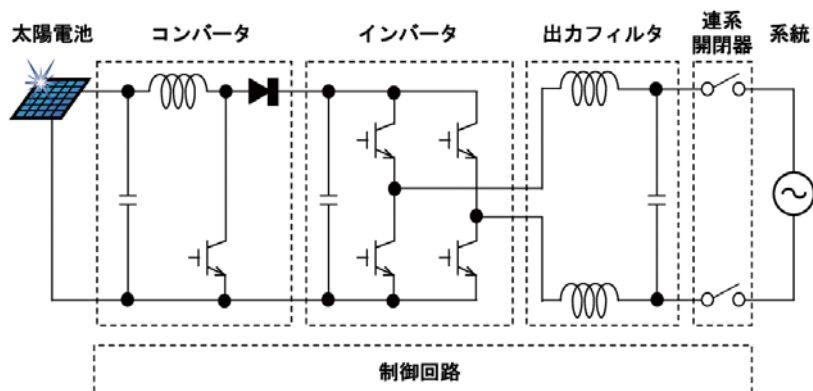 太陽電池
コンバータ
インバータ
出力フィルタ
連系
開閉器
系統
制御回路